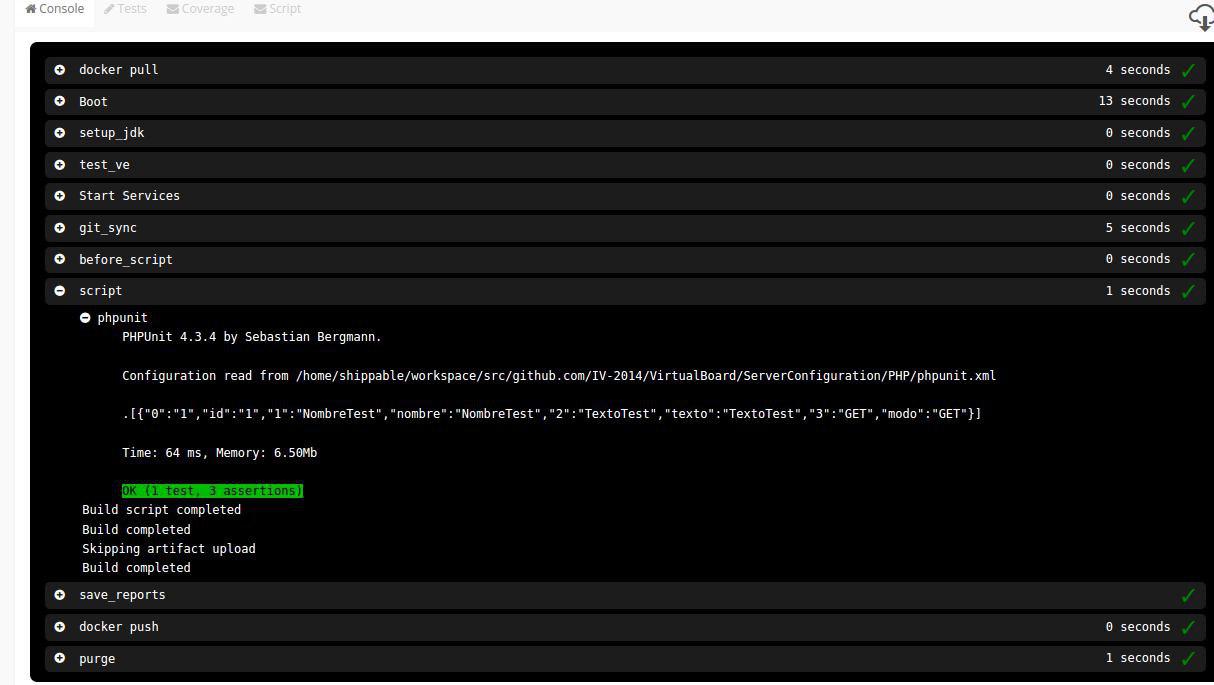 Console Tests Coverage Script
docker pull 4 seconds
Boot 13 seconds
setup_jdk 0 seconds
test_ve 0 seconds
Start Services 0 seconds
git_sync 5 seconds
before_script 0 seconds
script 1 seconds
phpunit
PHPUnit 4.3.4 by Sebastian Bergmann.
Configuration read from /home/shippable/workspace/src/github.com/IV-2014/VirtualBoard/ServerConfiguration/PHP/phpunit.xml
.[{"0":"1","id":"1","1":"NombreTest","nombre":"NombreTest","2":"TextoTest","texto":"TextoTest","3":"GET","modo":"GET"}]
Time: 64 ms, Memory: 6.50Mb
OK (1 test, 3 assertions)
Build script completed
Build completed
Skipping artifact upload
Build completed
save_reports
docker push 0 seconds
purge 1 seconds